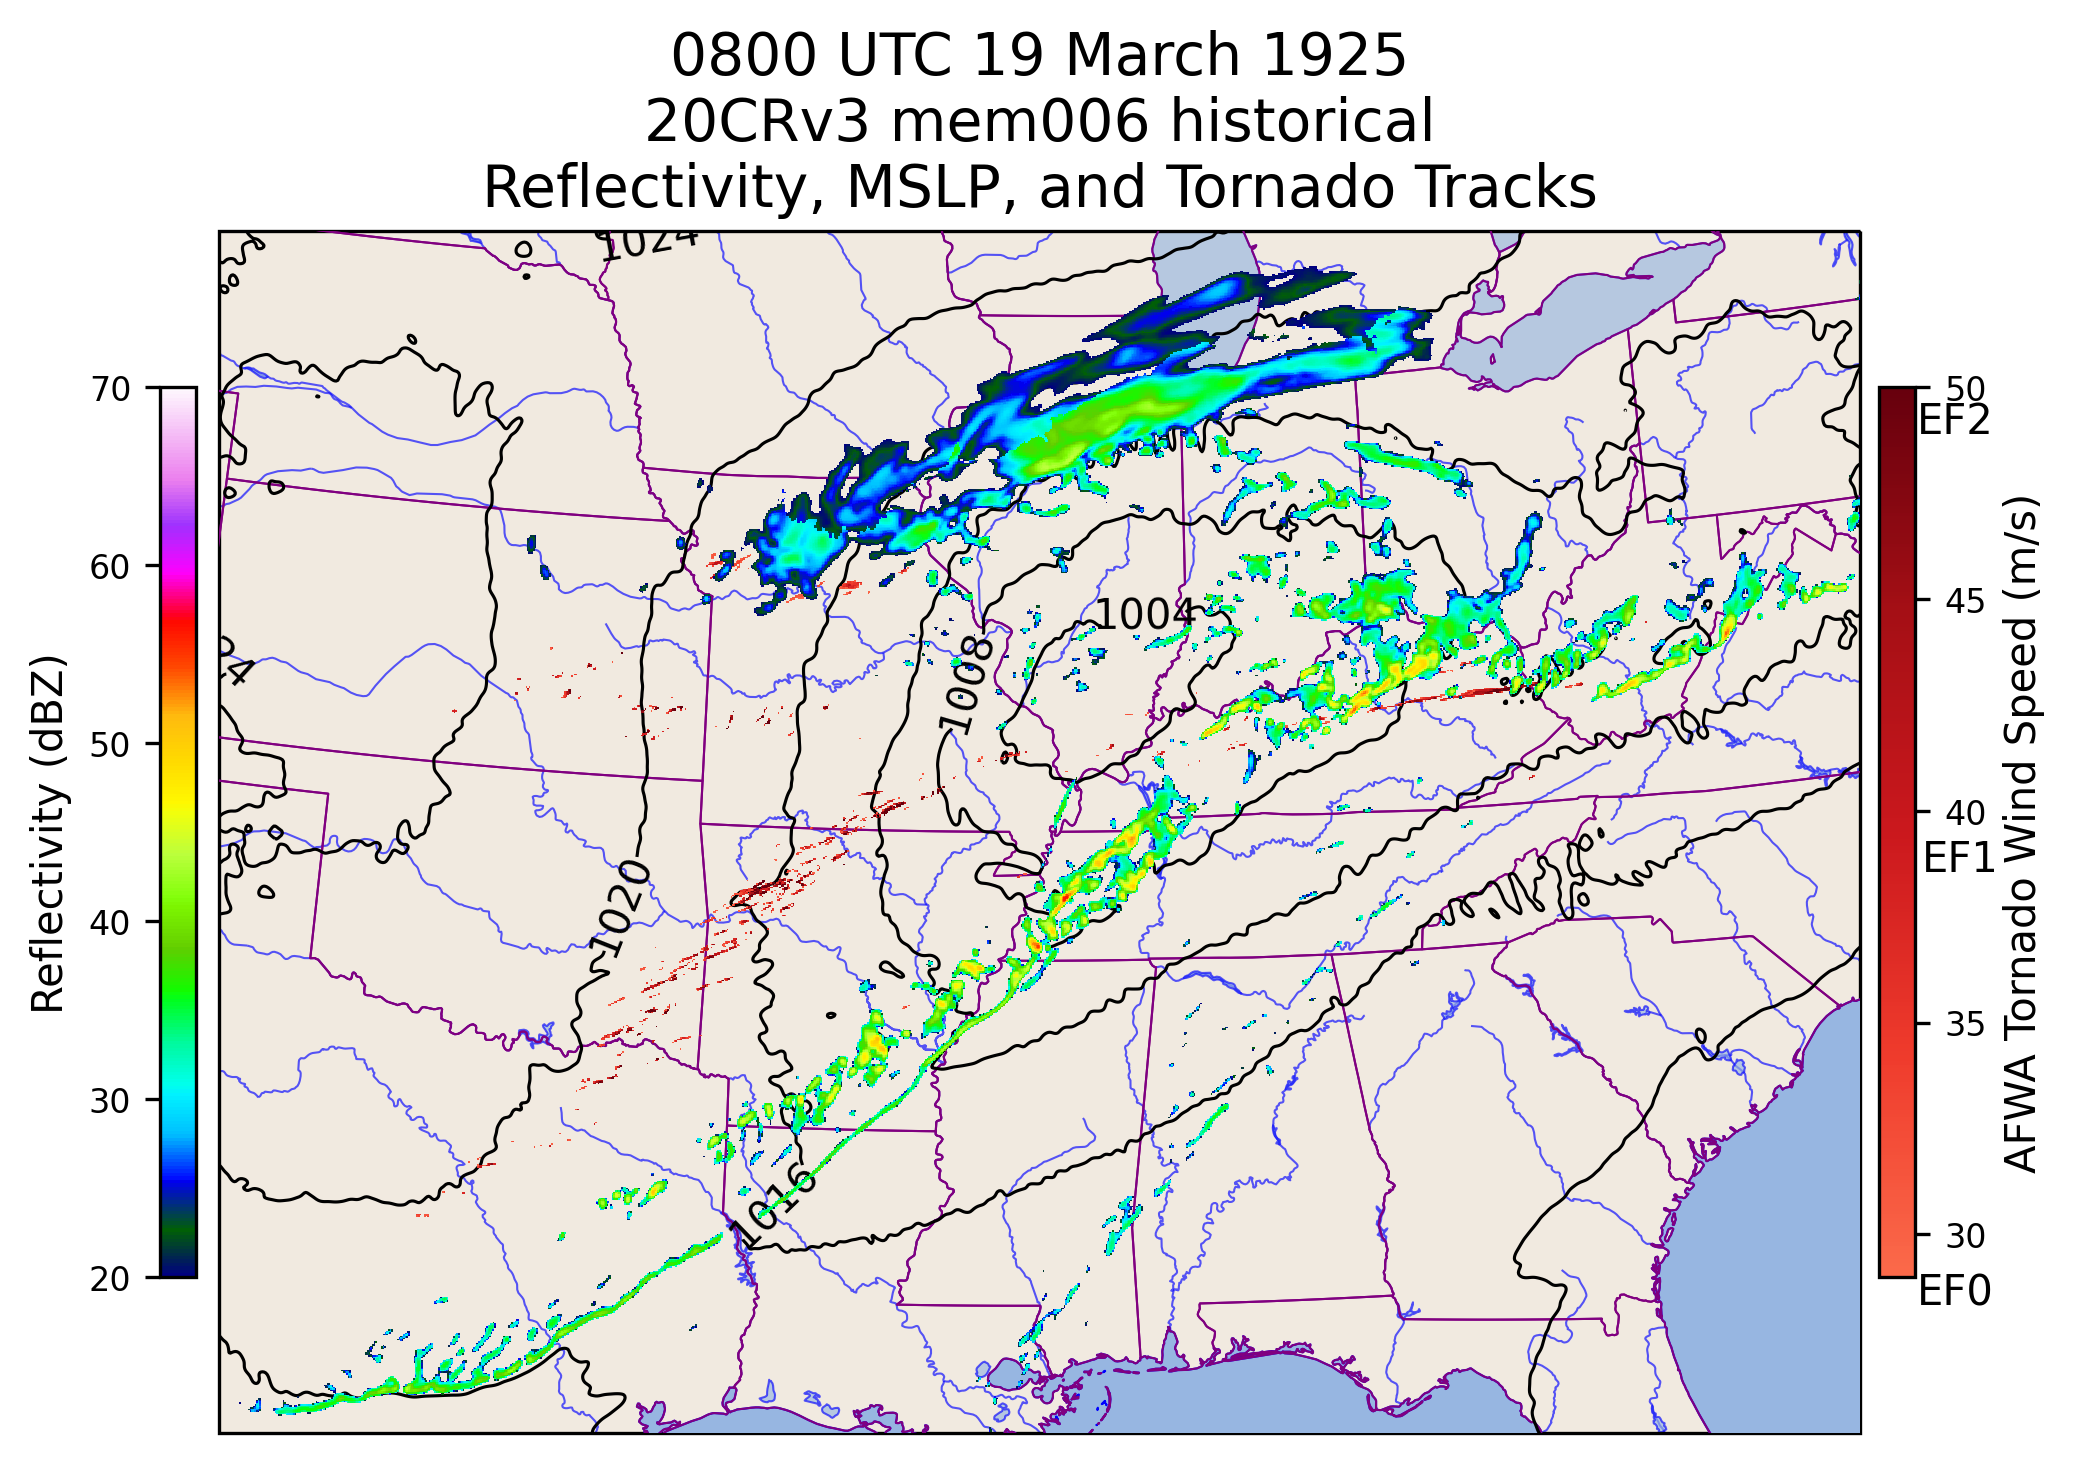 0800 UTC 19 March 1925
20CRv3 mem006 historical
Reflectivity, MSLP, and Tornado Tracks
1024
24
1004
1008
1020
1016
Reflectivity (dBZ)
70
60
50
40
30
20
50
EF2
45
40
EF1
35
30
EF0
AFWA Tornado Wind Speed (m/s)